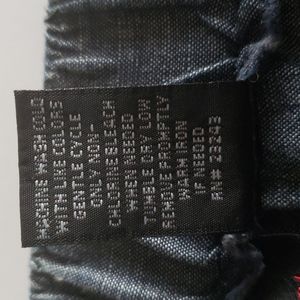 MACHINE WASH COLD
WITH LIKE COLORS
GENTLE CYCLE
ONLY NON-
CHLORINE BLEACH
WHEN NEEDED
TUMBLE DRY LOW
REMOVE PROMPTLY
WARM IRON
IF NEEDED
RN# 23243